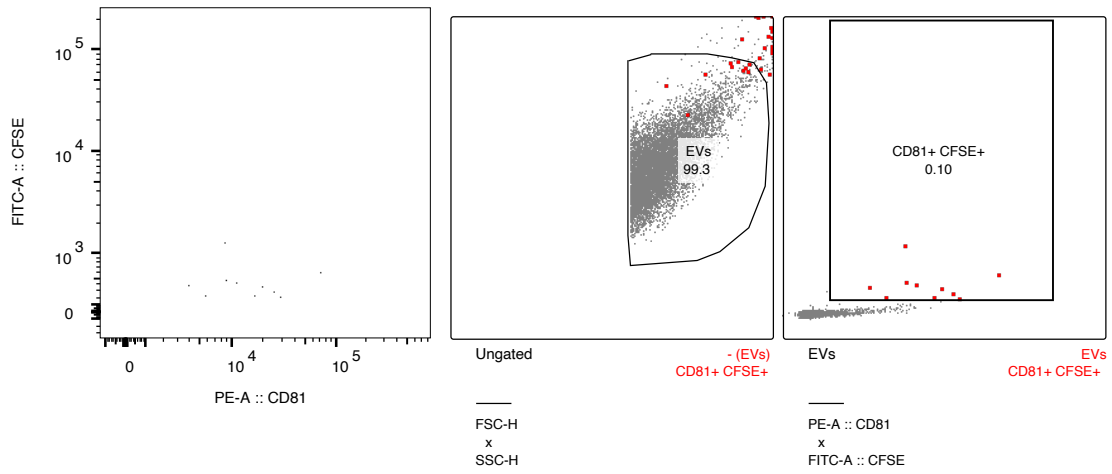 FITC-A :: CFSE
10^5
10^4
10^3
0
0
10^4
10^5
PE-A :: CD81
EVs
99.3
Ungated
- (EVs)
CD81+ CFSE+
FSC-H
x
SSC-H
CD81+ CFSE+
0.10
EVs
EVs
CD81+ CFSE+
PE-A :: CD81
x
FITC-A :: CFSE